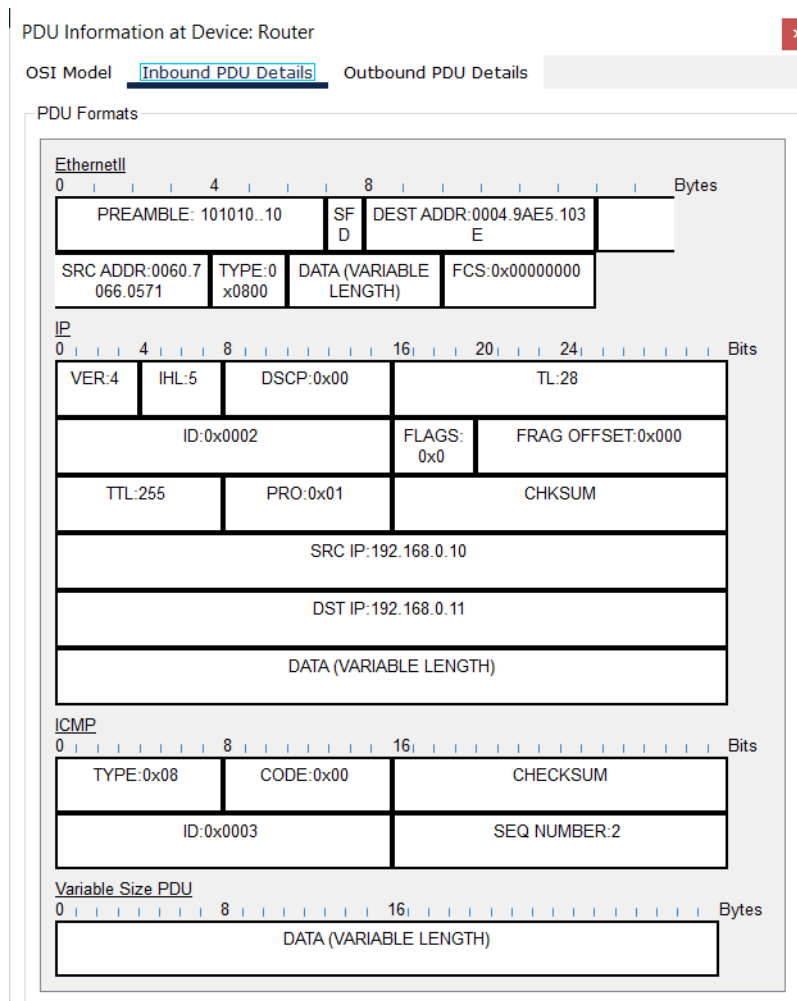 PDU Information at Device: Router
OSI Model Inbound PDU Details Outbound PDU Details
PDU Formats
EthernetII
0 4 8 Bytes
PREAMBLE: 101010..10 SF DEST ADDR:0004.9AE5.103
D E
SRC ADDR:0060.7 TYPE:0 DATA (VARIABLE FCS:0x00000000
066.0571 x0800 LENGTH)
IP
0 4 8 16 20 24 Bits
VER:4 IHL:5 DSCP:0x00 TL:28
ID:0x0002 FLAGS: FRAG OFFSET:0x000
0x0
TTL:255 PRO:0x01 CHKSUM
SRC IP:192.168.0.10
DST IP:192.168.0.11
DATA (VARIABLE LENGTH)
ICMP
0 8 16 Bits
TYPE:0x08 CODE:0x00 CHECKSUM
ID:0x0003 SEQ NUMBER:2
Variable Size PDU
0 8 16 Bytes
DATA (VARIABLE LENGTH)